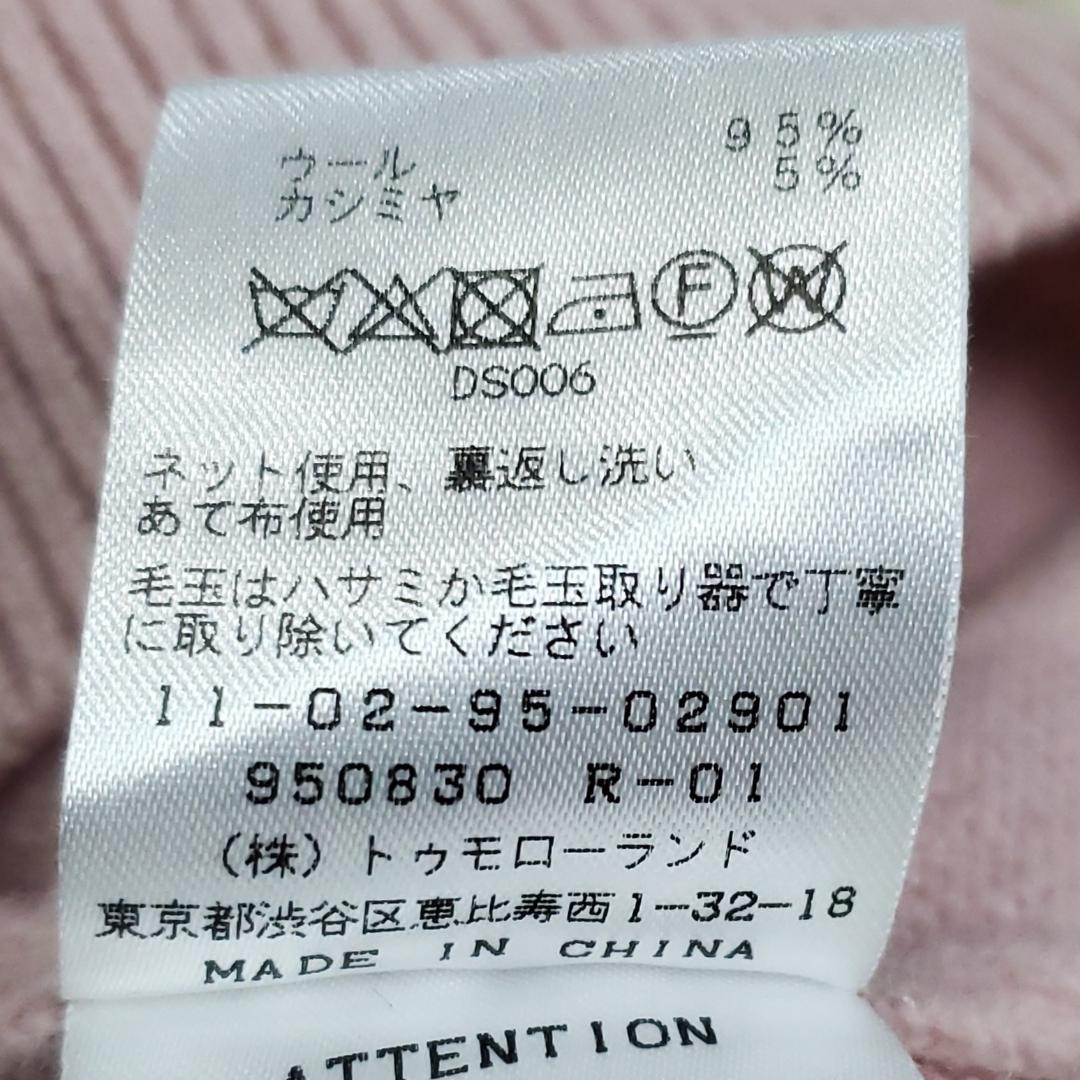 ウール 95%
カシミヤ 5%
F W
DS006
ネット使用、裏返し洗い
あて布使用
毛玉はハサミか毛玉取り器で丁寧
に取り除いてください
11-02-95-02901
950830 R-01
(株)トゥモローランド
東京都渋谷区恵比寿西1-32-18
MADE IN CHINA
ATTENTION